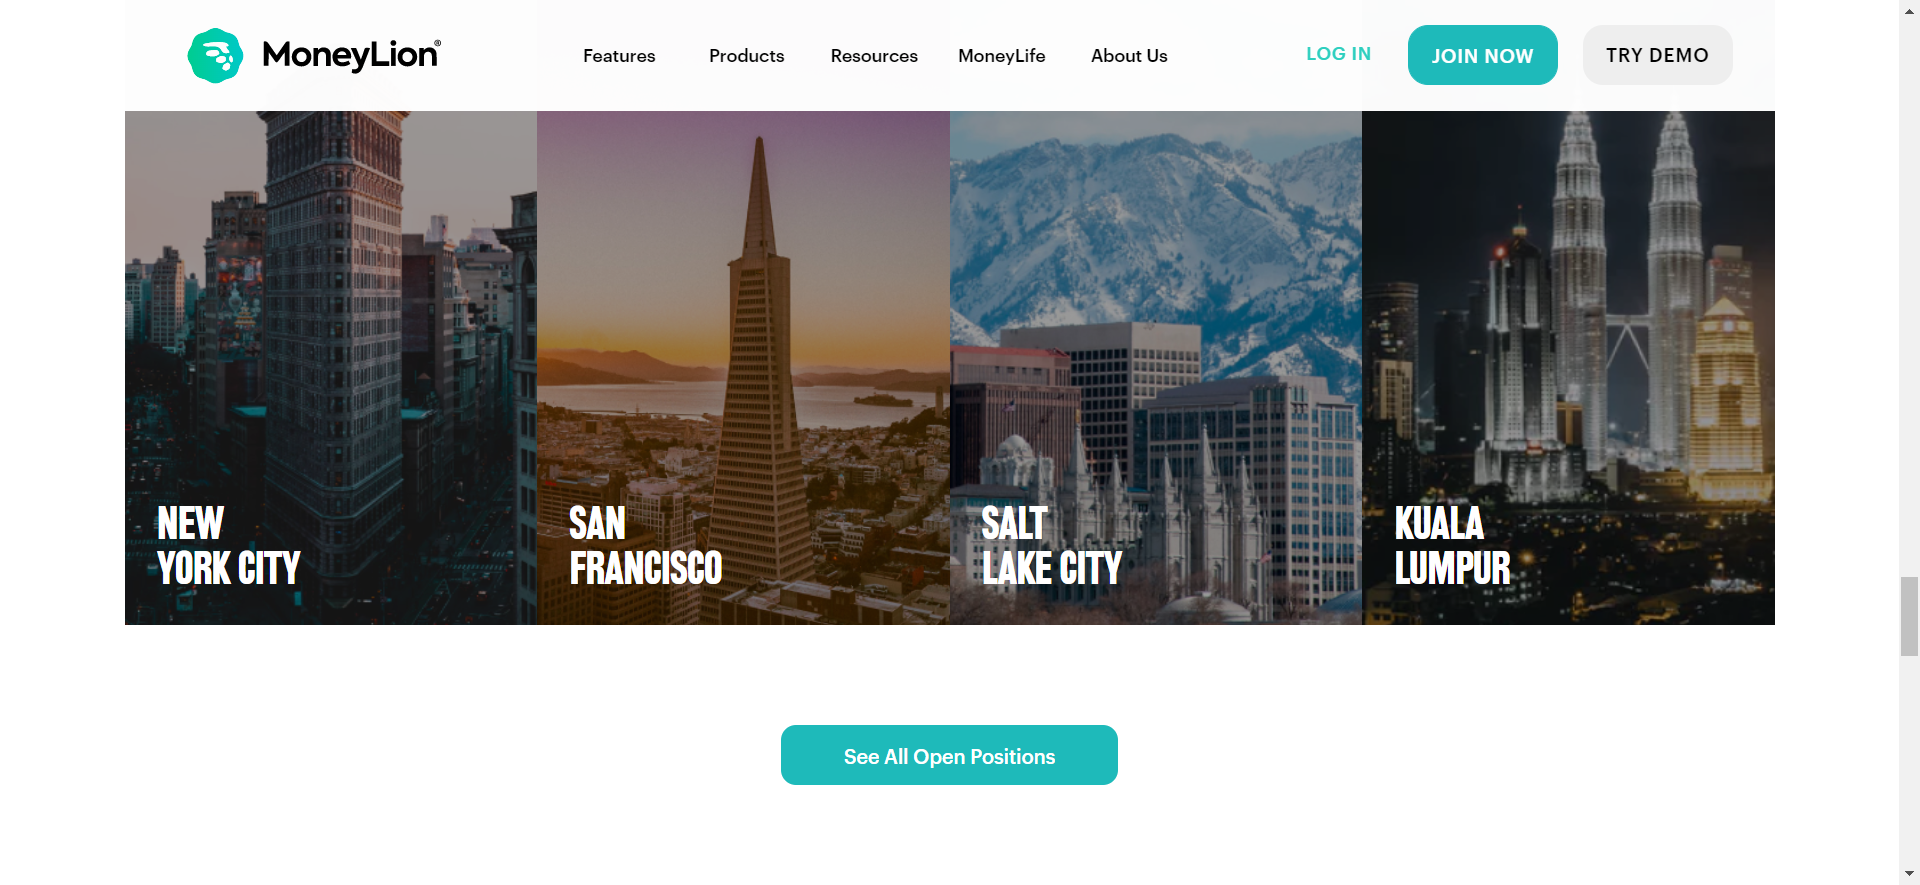 MoneyLion®
Features
Products
Resources
MoneyLife
About Us
LOG IN
JOIN NOW
TRY DEMO
NEW
YORK CITY
SAN
FRANCISCO
SALT
LAKE CITY
KUALA
LUMPUR
See All Open Positions